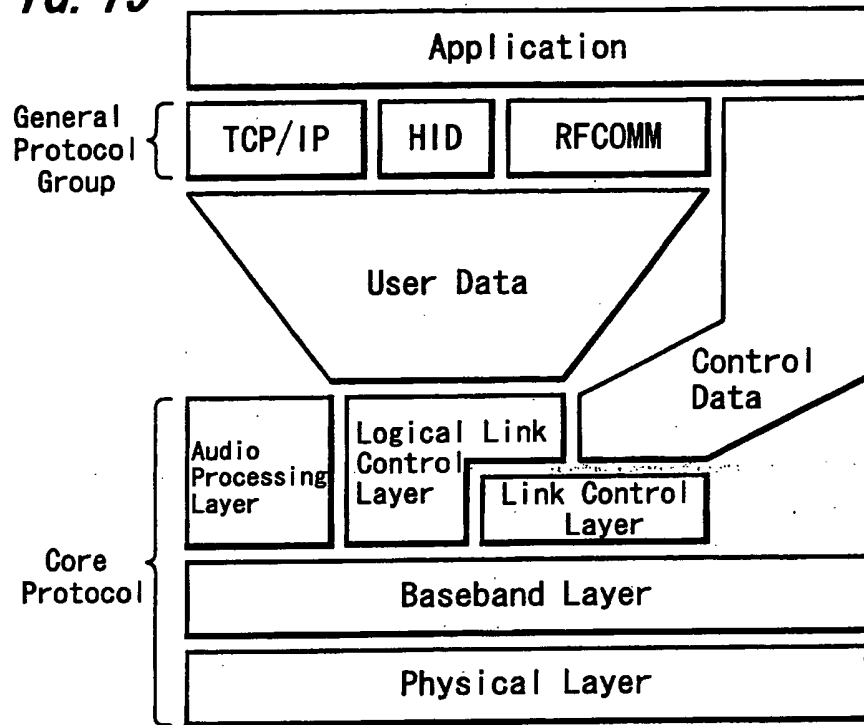 Application
General
Protocol
Group
TCP/IP
HID
RFCOMM
User Data
Control
Data
Audio
Processing
Layer
Logical Link
Control
Layer
Link Control
Layer
Core
Protocol
Baseband Layer
Physical Layer